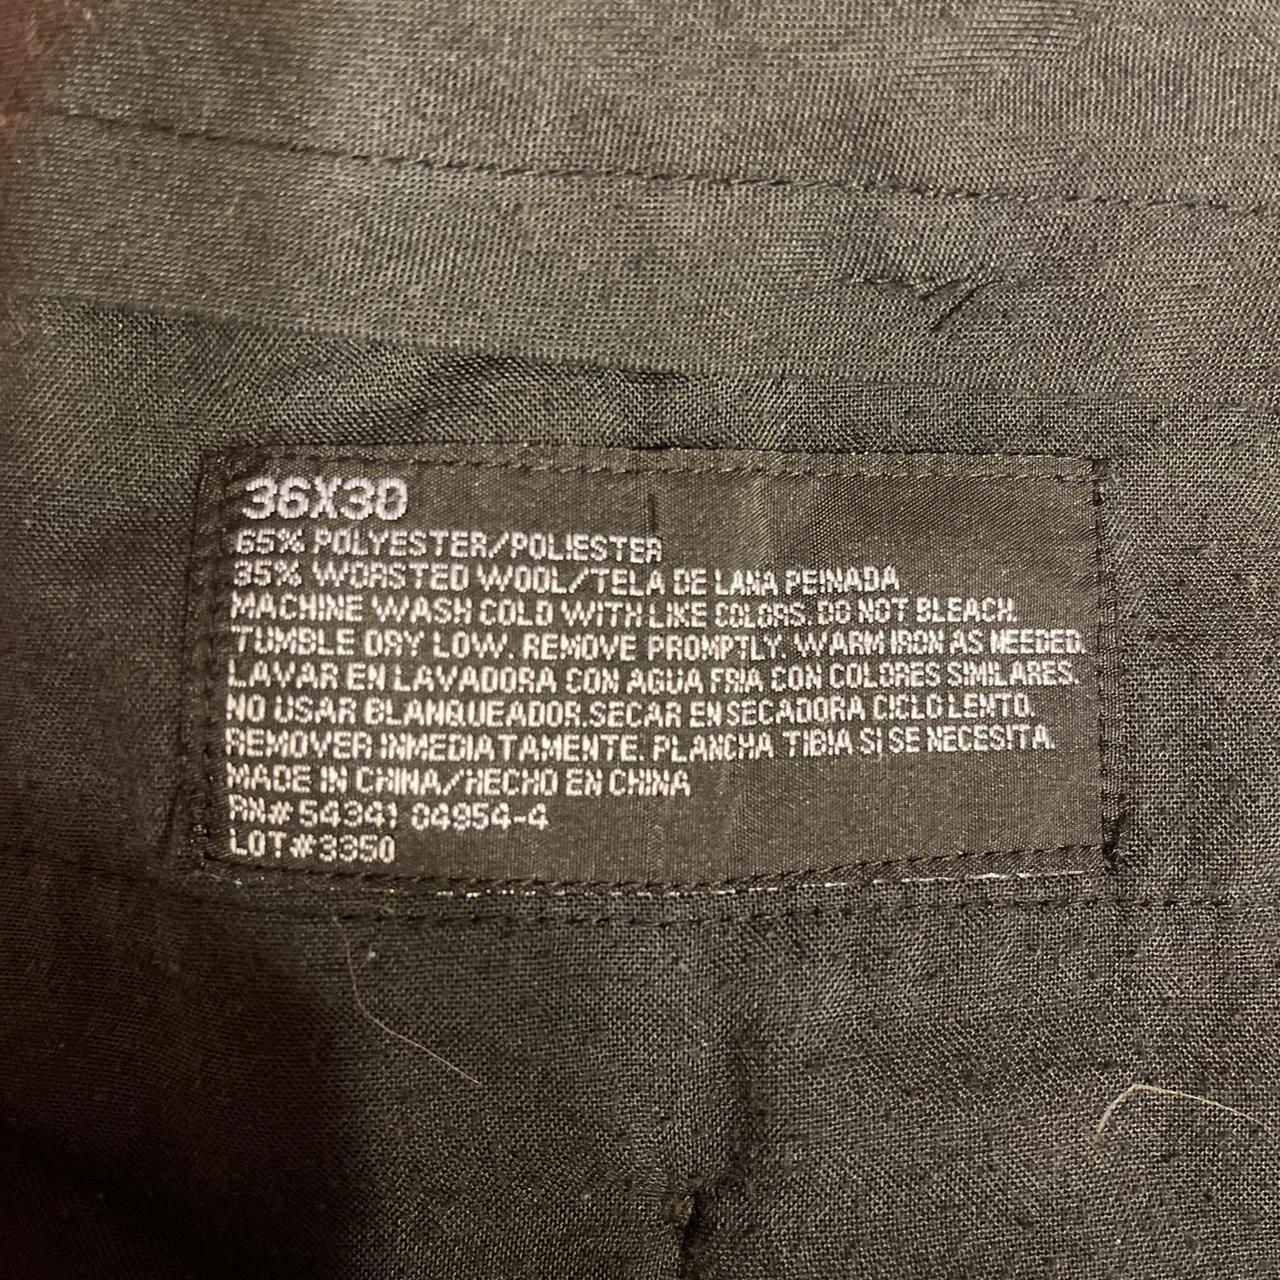 36X30
65% POLYESTER/POLIESTER
35% WORSTED WOOL/TELA DE LANA PEINADA
MACHINE WASH COLD WITH LIKE COLORS. DO NOT BLEACH.
TUMBLE DRY LOW. REMOVE PROMPTLY. WARM IRON AS NEEDED.
LAVAR EN LAVADORA CON AGUA FRIA CON COLORES SIMILARES.
NO USAR BLANQUEADOR.SECAR EN SECADORA CICLO LENTO.
REMOVER INMEDIATAMENTE. PLANCHA TIBIA SI SE NECESITA.
MADE IN CHINA/HECHO EN CHINA
RN# 54341 04954-4
LOT#3350